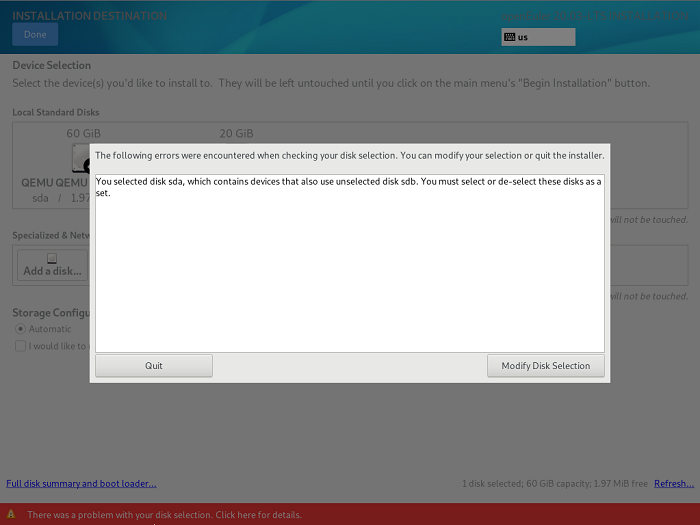 INSTALLATION DESTINATION
Done
us
Device Selection
Select the device(s) you'd like to install to. They will be left untouched until you click on the main menu's "Begin Installation" button.
Local Standard Disks
60 GiB
20 GiB
The following errors were encountered when checking your disk selection. You can modify your selection or quit the installer.
You selected disk sda, which contains devices that also use unselected disk sdb. You must select or de-select these disks as a
set.
QEMU QEMU
sda / 1.97
will not be touched.
Specialized &
Add a disk...
will not be touched.
Storage
Automatic
I would like to
Quit
Modify Disk Selection
Full disk summary and boot loader...
1 disk selected; 60 GiB capacity; 1.97 MiB free
Refresh...
There was a problem with your disk selection. Click here for details.